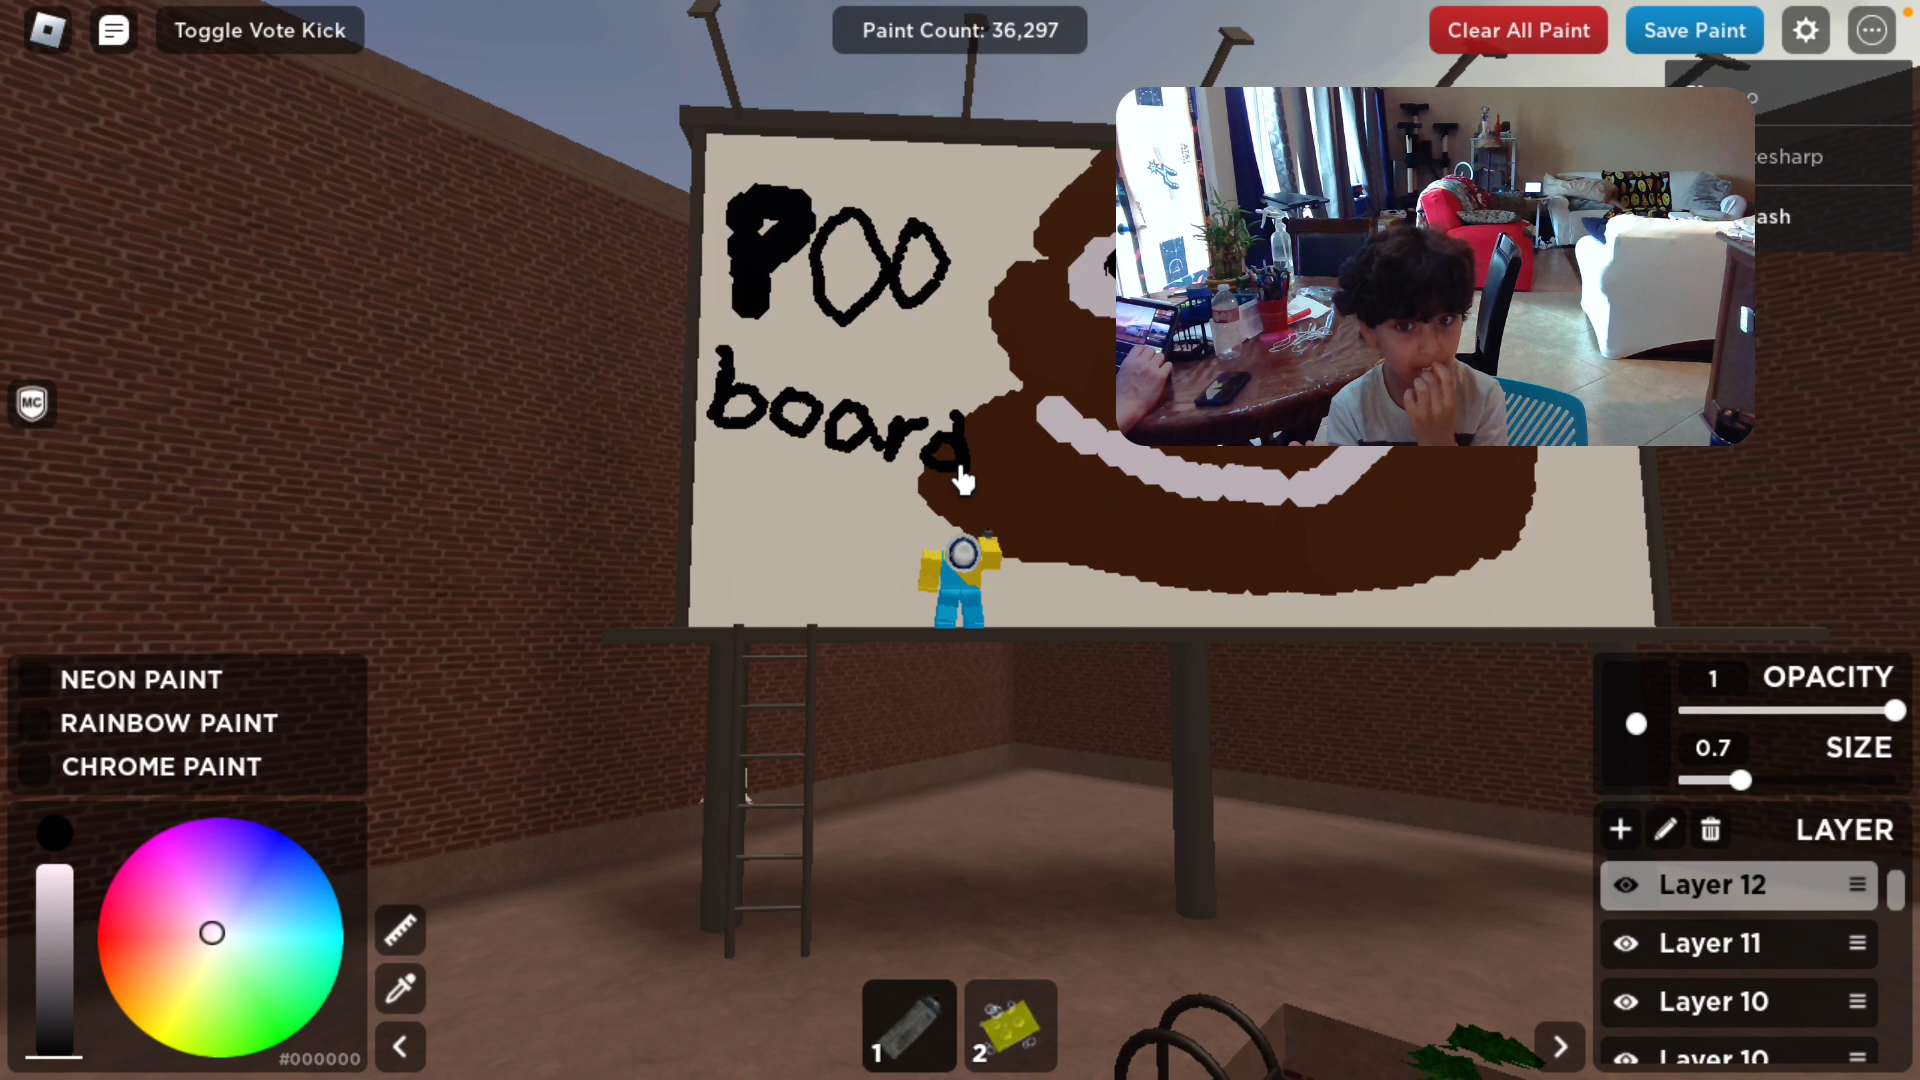 Toggle Vote Kick
Paint Count: 36,297
Clear All Paint
Save Paint
esharp
ash
POO
board
MC
NEON PAINT
RAINBOW PAINT
CHROME PAINT
#000000
1
2
1 OPACITY
0.7 SIZE
LAYER
Layer 12
Layer 11
Layer 10
Layer 10